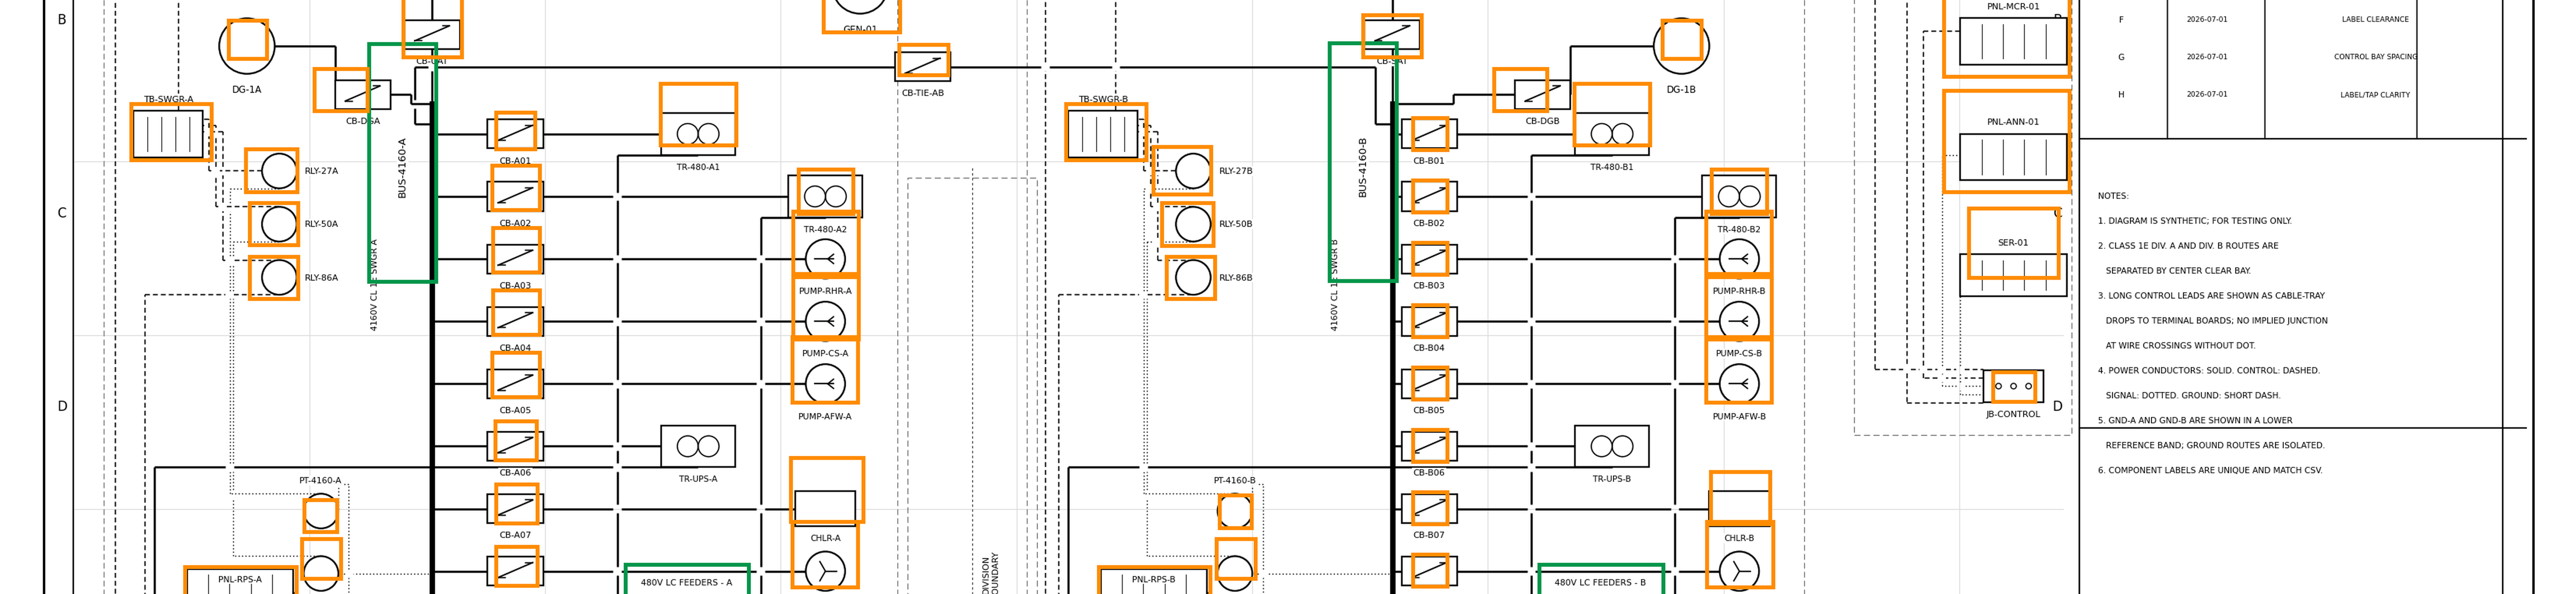 B
PNL-MCR-01
F 2026-07-01 LABEL CLEARANCE
GEN-01
CB-SAT
G 2026-07-01 CONTROL BAY SPACING
DG-1A
CB-TIE-AB
DG-1B
H 2026-07-01 LABEL/TAP CLARITY
TB-SWGR-A
TB-SWGR-B
CB-DGB
PNL-ANN-01
CB-A01
TR-480-A1
CB-B01
TR-480-B1
RLY-27A
BUS-4160-A
RLY-27B
BUS-4160-B
NOTES:
C
CB-A02
CB-B02
RLY-50A
RLY-50B
1. DIAGRAM IS SYNTHETIC; FOR TESTING ONLY.
TR-480-A2
TR-480-B2
SER-01
2. CLASS 1E DIV. A AND DIV. B ROUTES ARE
SEPARATED BY CENTER CLEAR BAY.
RLY-86A
RLY-86B
CB-A03
PUMP-RHR-A
CB-B03
PUMP-RHR-B
3. LONG CONTROL LEADS ARE SHOWN AS CABLE-TRAY
DROPS TO TERMINAL BOARDS; NO IMPLIED JUNCTION
AT WIRE CROSSINGS WITHOUT DOT.
CB-A04
PUMP-CS-A
CB-B04
PUMP-CS-B
4. POWER CONDUCTORS: SOLID. CONTROL: DASHED.
SIGNAL: DOTTED. GROUND: SHORT DASH.
D
CB-A05
PUMP-AFW-A
CB-B05
PUMP-AFW-B
JB-CONTROL
D
5. GND-A AND GND-B ARE SHOWN IN A LOWER
REFERENCE BAND; GROUND ROUTES ARE ISOLATED.
6. COMPONENT LABELS ARE UNIQUE AND MATCH CSV.
PT-4160-A
CB-A06
TR-UPS-A
PT-4160-B
CB-B06
TR-UPS-B
CB-A07
CHLR-A
CB-B07
CHLR-B
PNL-RPS-A
480V LC FEEDERS - A
PNL-RPS-B
480V LC FEEDERS - B